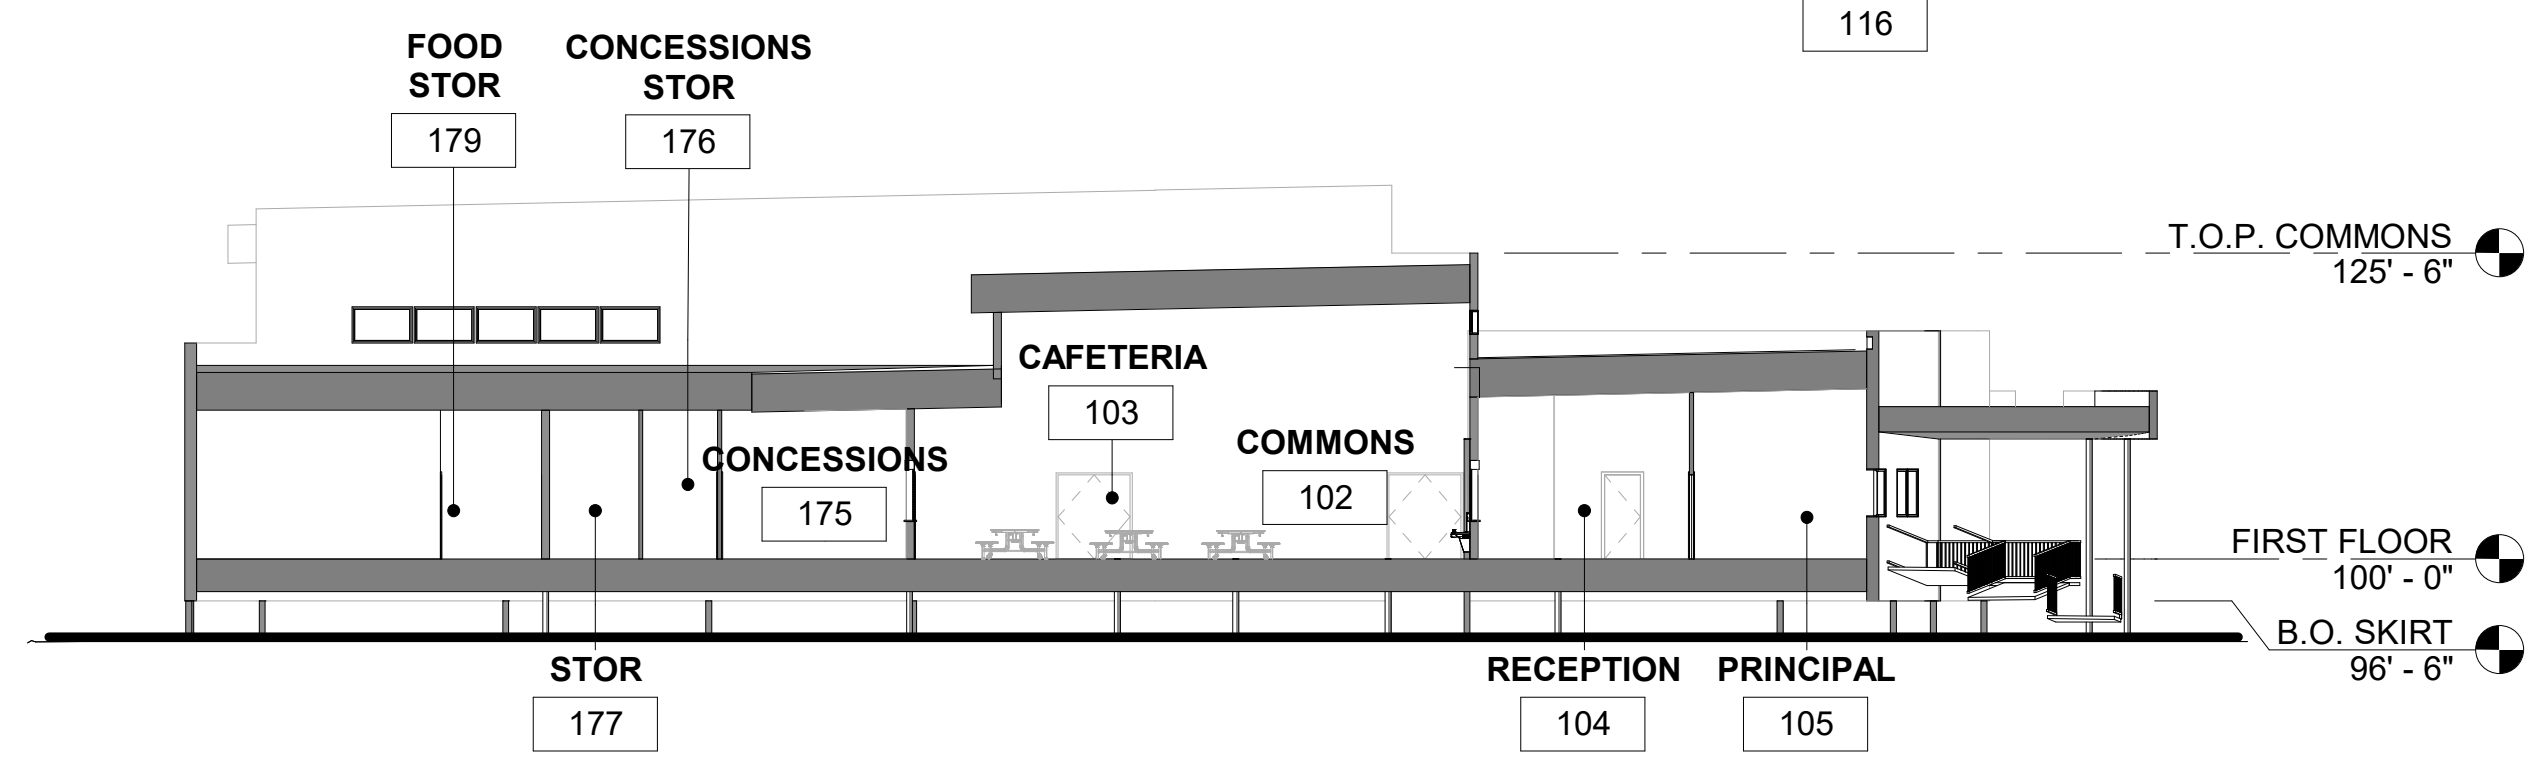 116
FOOD
STOR
179
CONCESSIONS
STOR
176
T.O.P. COMMONS
125' - 6"
CAFETERIA
103
COMMONS
102
CONCESSIONS
175
FIRST FLOOR
100' - 0"
B.O. SKIRT
96' - 6"
STOR
177
RECEPTION
104
PRINCIPAL
105